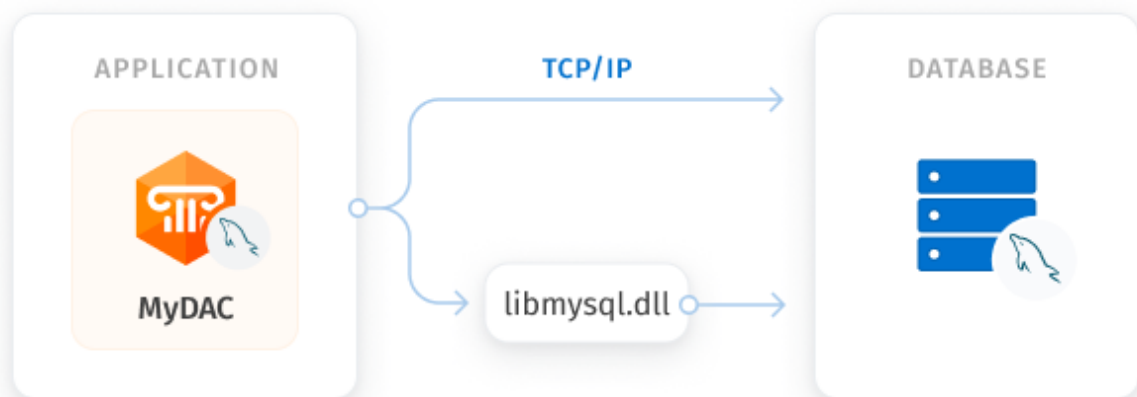 APPLICATION
TCP/IP
DATABASE
MyDAC
libmysql.dll